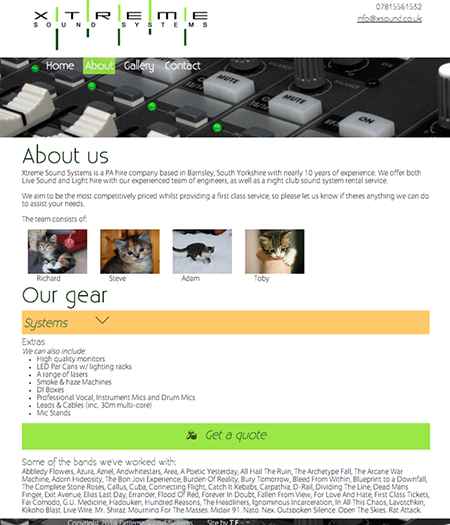 XTREME
SOUND SYSTEMS
07815561532
info@xsound.co.uk
Home About Gallery Contact
MUTE MUTE EFF ON
About us
Xtreme Sound Systems is a PA hire company based in Barnsley, South Yorkshire with nearly 10 years of experience. We offer both
Live Sound and Light hire with our experienced team of engineers, as well as a night club sound system rental service.
We aim to be the most competitively priced whilst providing a first class service, so please let us know if theres anything we can do
to assist your needs.
The team consists of:
Richard Steve Adam Toby
Our gear
Systems
Extras
We can also include:
High quality monitors
LED Par Cans w/ lighting racks
A range of lasers
Smoke & haze Machines
DI Boxes
Professional Vocal, Instrument Mics and Drum Mics
Leads & Cables (inc. 30m multi-core)
Mic Stands
Get a quote
Some of the bands we've worked with:
Abbledy Flowers, Azura, Azriel, Andwhitestars, Area, A Poetic Yesterday, All Hail The Ruin, The Archetype Fall, The Arcane War
Machine, Adorn Hideosity, The Bon Jovi Experience, Burden Of Reality, Bury Tomorrow, Bleed From Within, Blueprint to a Downfall,
The Complete Stone Roses, Callus, Cuba, Connecting Flight, Catch It Kebabs, Carpathia, D-Rail, Dividing The Line, Dead Mans
Finger, Exit Avenue, Elias Last Day, Errander, Flood Of Red, Forever In Doubt, Fallen From View, For Love And Hate, First Class Tickets,
Fai Comodo, G.U. Medicine, Hadouken, Hundred Reasons, The Headliners, Ignominious Incarceration, In All This Chaos, Lavotchkin,
Kikoho Blast, Live Wire, Mr. Shiraz, Mourning For The Masses, Midair 91, Nato, Nex, Outspoken Silence, Open The Skies, Rat Attack,
Copyright 2014 Extreme Sound Systems Site by T.F.